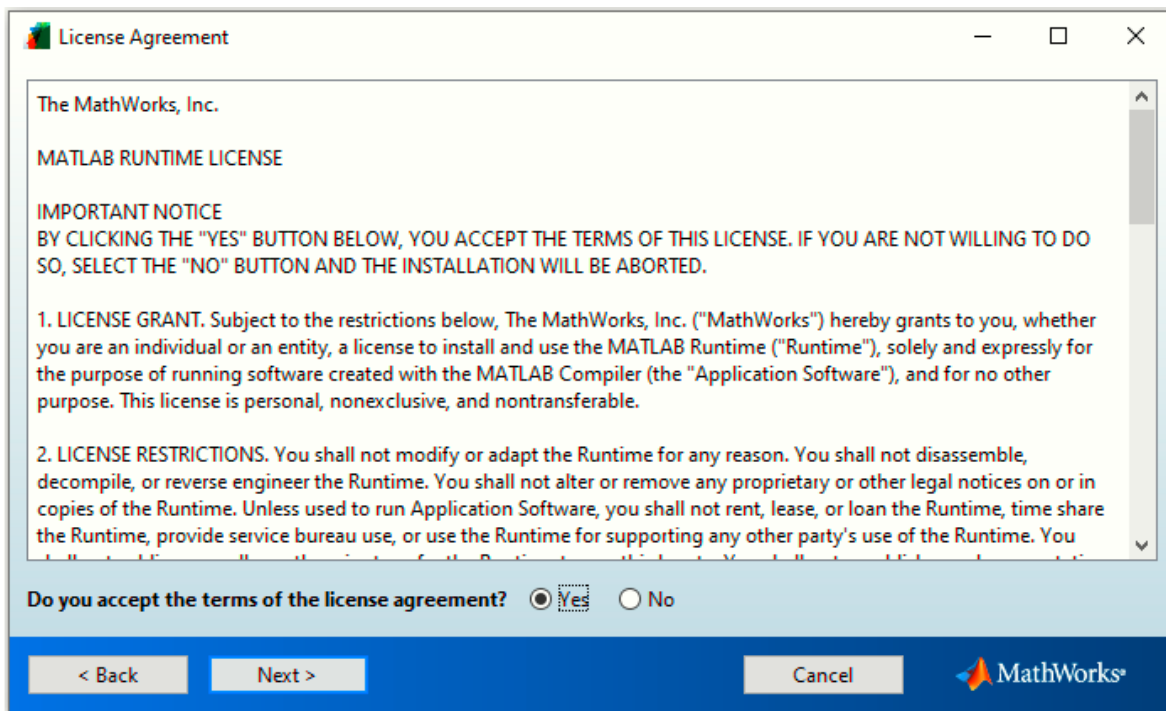 License Agreement
The MathWorks, Inc.
MATLAB RUNTIME LICENSE
IMPORTANT NOTICE
BY CLICKING THE "YES" BUTTON BELOW, YOU ACCEPT THE TERMS OF THIS LICENSE. IF YOU ARE NOT WILLING TO DO
SO, SELECT THE "NO" BUTTON AND THE INSTALLATION WILL BE ABORTED.
1. LICENSE GRANT. Subject to the restrictions below, The MathWorks, Inc. ("MathWorks") hereby grants to you, whether
you are an individual or an entity, a license to install and use the MATLAB Runtime ("Runtime"), solely and expressly for
the purpose of running software created with the MATLAB Compiler (the "Application Software"), and for no other
purpose. This license is personal, nonexclusive, and nontransferable.
2. LICENSE RESTRICTIONS. You shall not modify or adapt the Runtime for any reason. You shall not disassemble,
decompile, or reverse engineer the Runtime. You shall not alter or remove any proprietary or other legal notices on or in
copies of the Runtime. Unless used to run Application Software, you shall not rent, lease, or loan the Runtime, time share
the Runtime, provide service bureau use, or use the Runtime for supporting any other party's use of the Runtime. You
Do you accept the terms of the license agreement? Yes No
< Back Next > Cancel MathWorks®